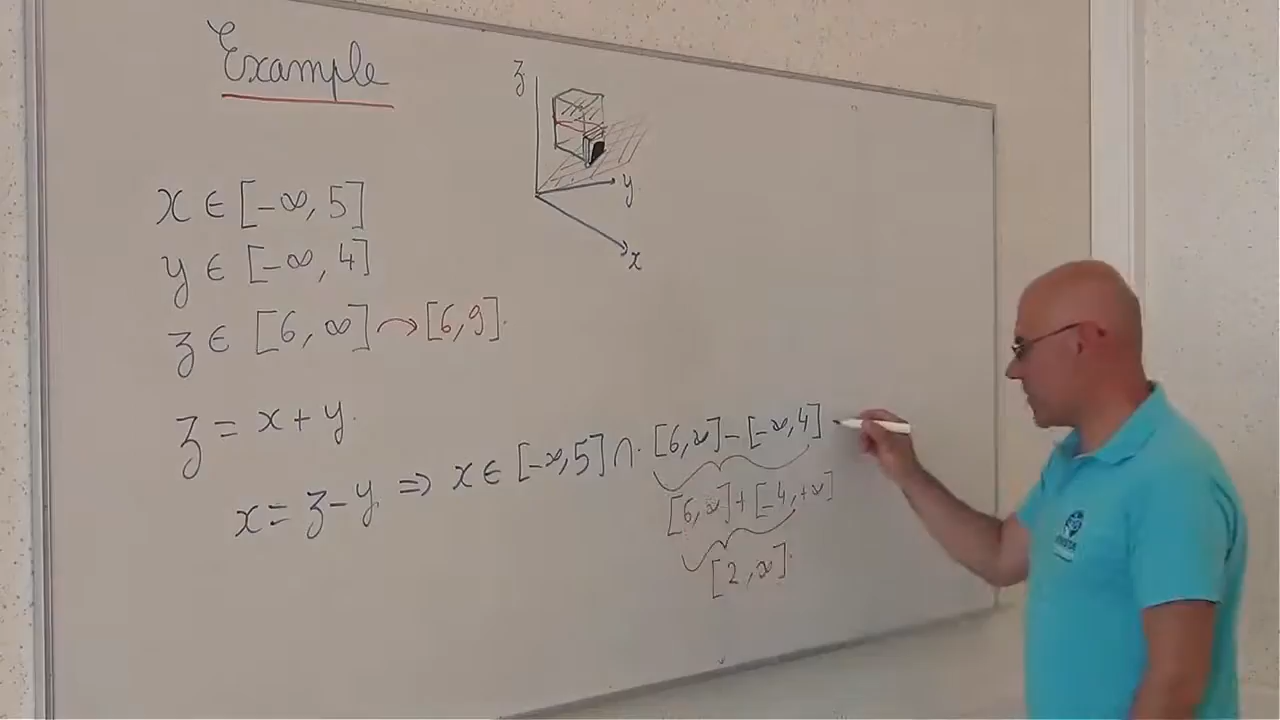 Example
z
y
x
x ∈ [-∞, 5]
y ∈ [-∞, 4]
z ∈ [6, ∞] → [6, 9].
z = x + y.
x = z - y. ⇒ x ∈ [-∞, 5] ∩ [6, ∞] - [-∞, 4]
[6, ∞] + [-4, +∞]
[2, ∞].